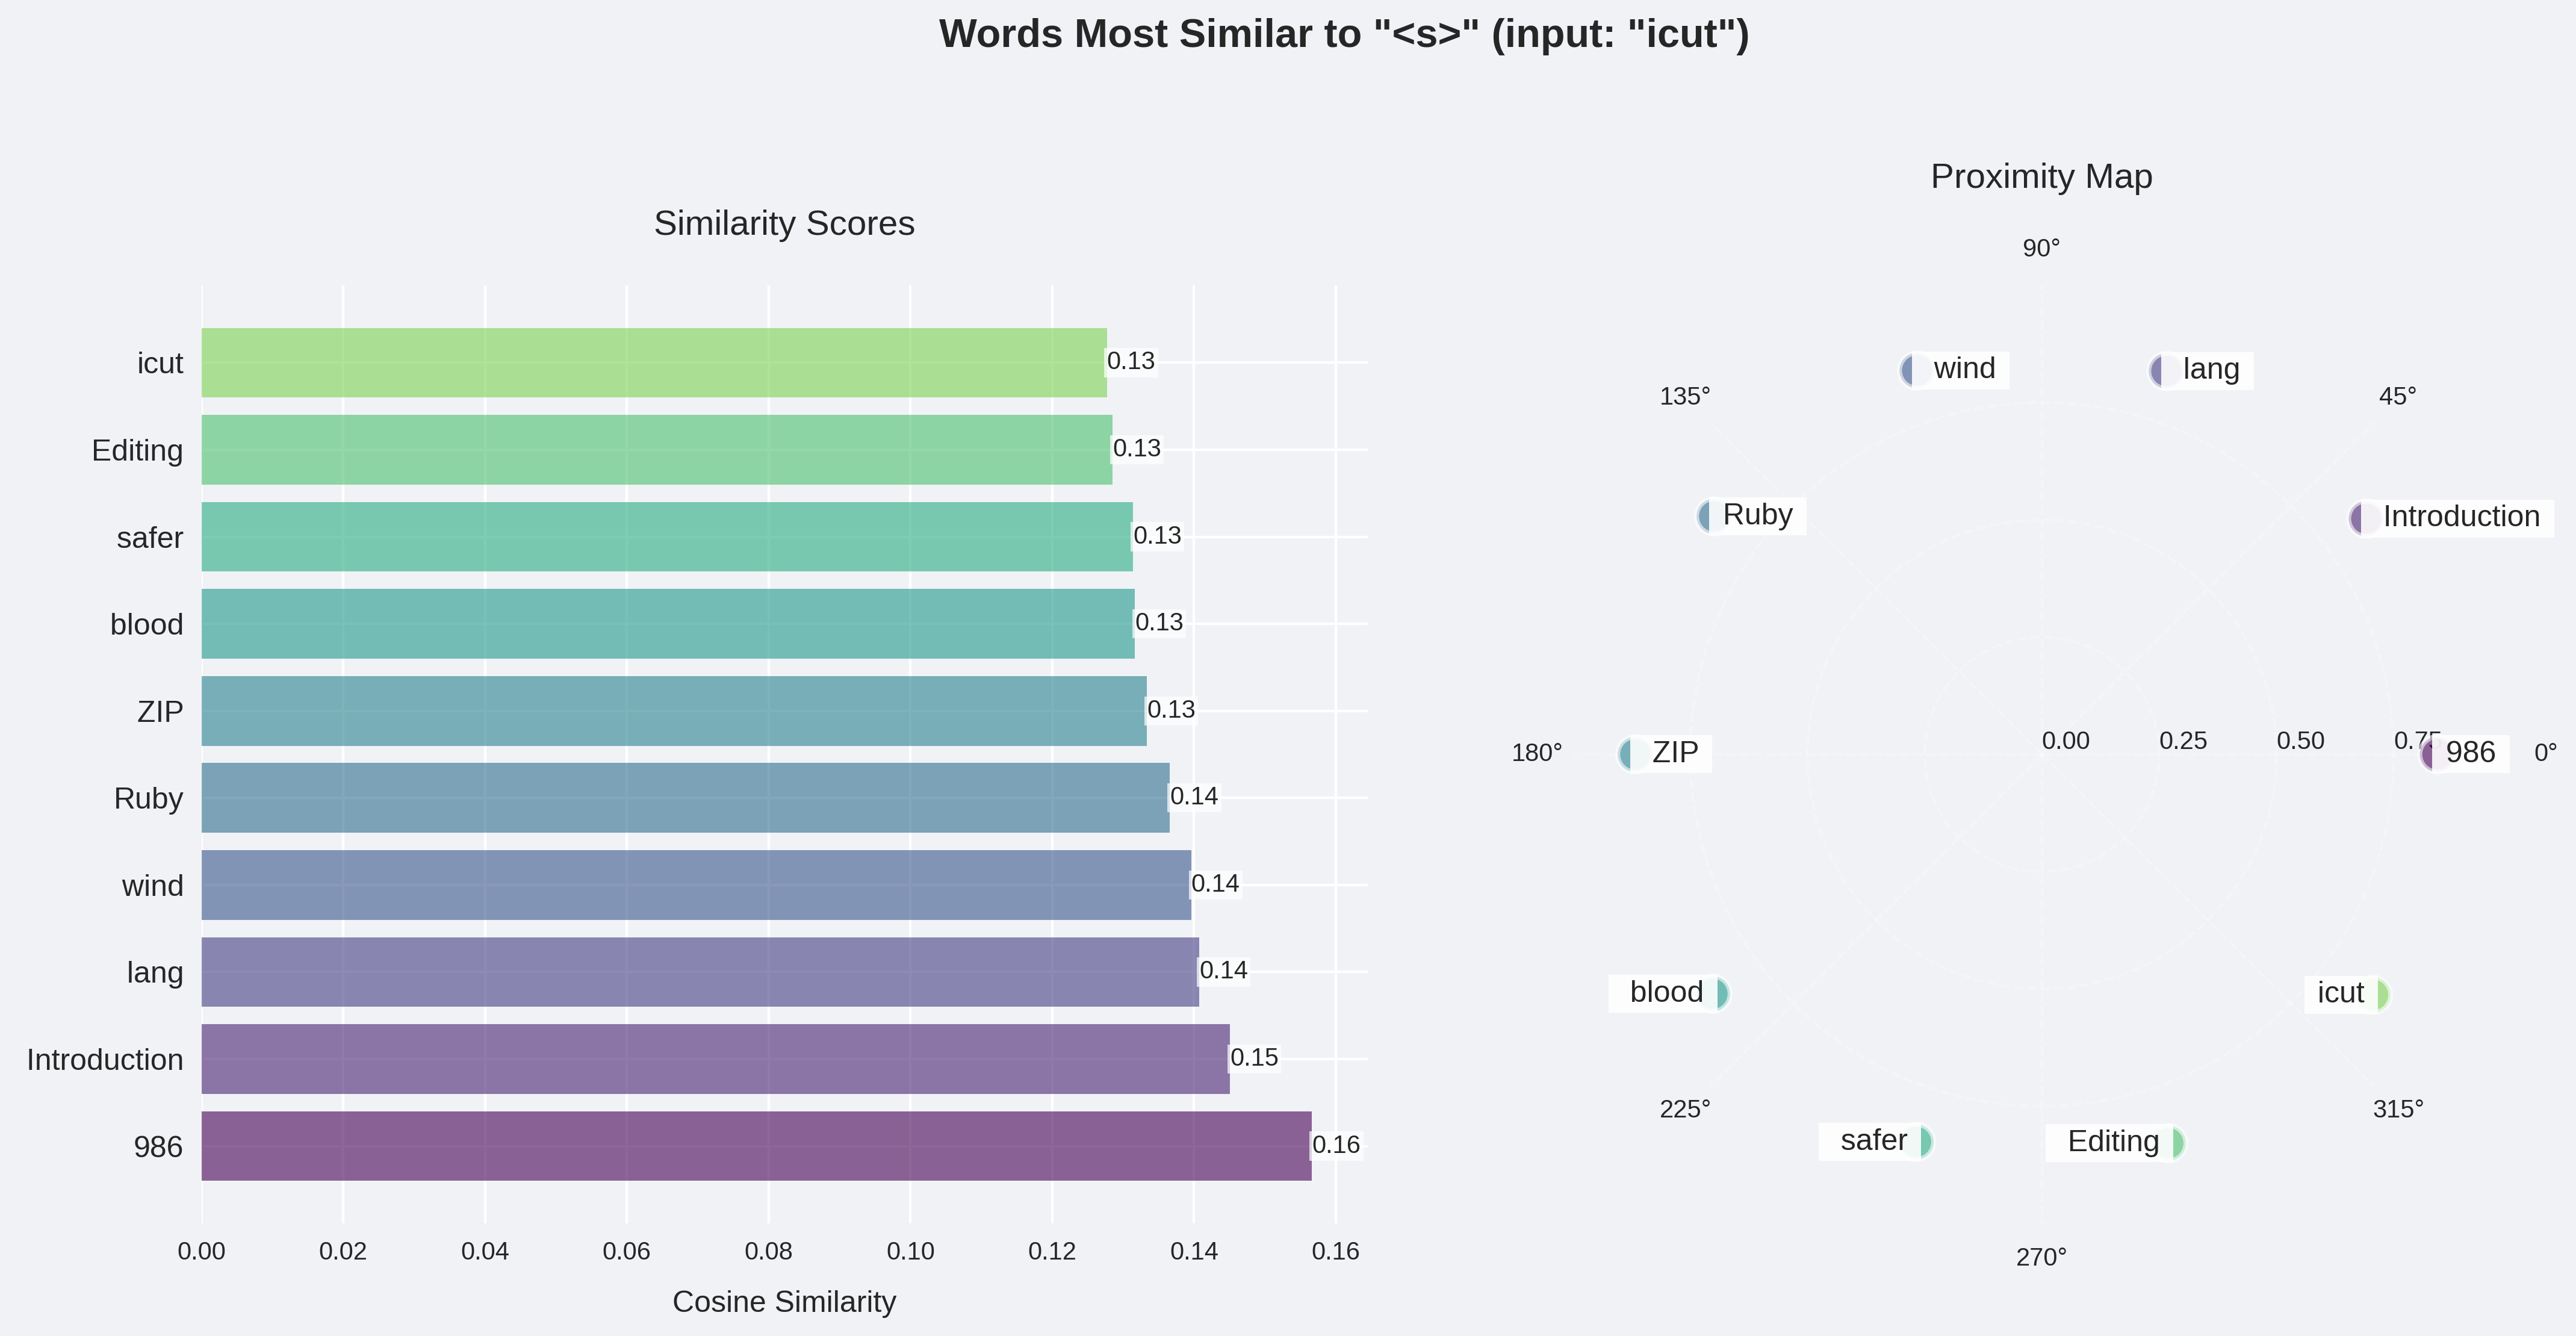 Words Most Similar to "<s>" (input: "icut")
Similarity Scores
icut
0.13
Editing
0.13
safer
0.13
blood
0.13
ZIP
0.13
Ruby
0.14
wind
0.14
lang
0.14
Introduction
0.15
986
0.16
0.00 0.02 0.04 0.06 0.08 0.10 0.12 0.14 0.16
Cosine Similarity
Proximity Map
90°
wind
lang
135°
45°
Ruby
Introduction
180°
ZIP
0.00 0.25 0.50 0.75
986
0°
blood
icut
225°
315°
safer
Editing
270°